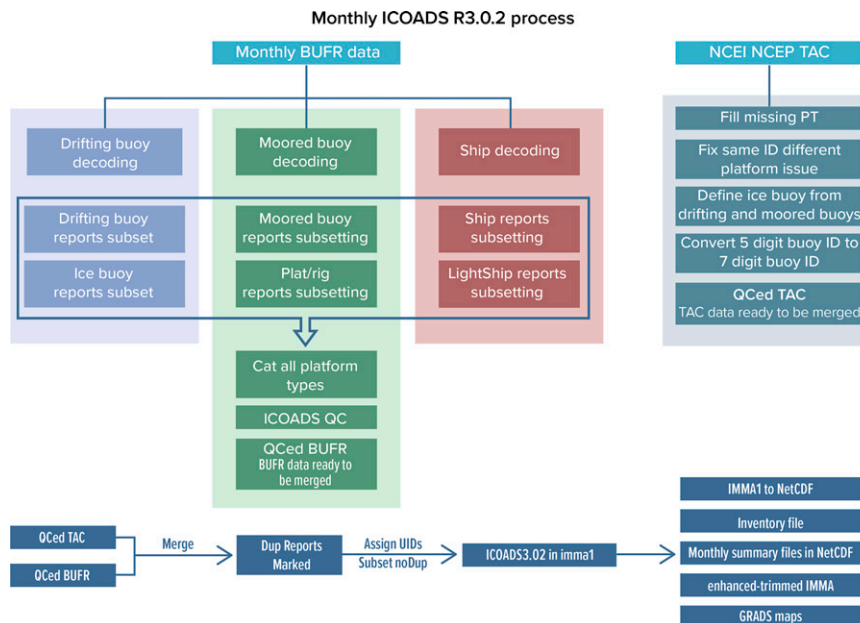 Monthly ICOADS R3.0.2 process
Monthly BUFR data
NCEI NCEP TAC
Drifting buoy
decoding
Moored buoy
decoding
Ship decoding
Drifting buoy
reports subset
Moored buoy
reports subsetting
Ship reports
subsetting
Ice buoy
reports subset
Plat/rig
reports subsetting
LightShip reports
subsetting
Cat all platform
types
ICOADS QC
QCed BUFR
BUFR data ready to
be merged
Fill missing PT
Fix same ID different
platform issue
Define ice buoy from
drifting and moored buoys
Convert 5 digit buoy ID to
7 digit buoy ID
QCed TAC
TAC data ready to be merged
QCed TAC
QCed BUFR
Merge
Dup Reports
Marked
Assign UIDs
Subset noDup
ICOADS3.02 in imma1
IMMA1 to NetCDF
Inventory file
Monthly summary files in NetCDF
enhanced-trimmed IMMA
GRADS maps